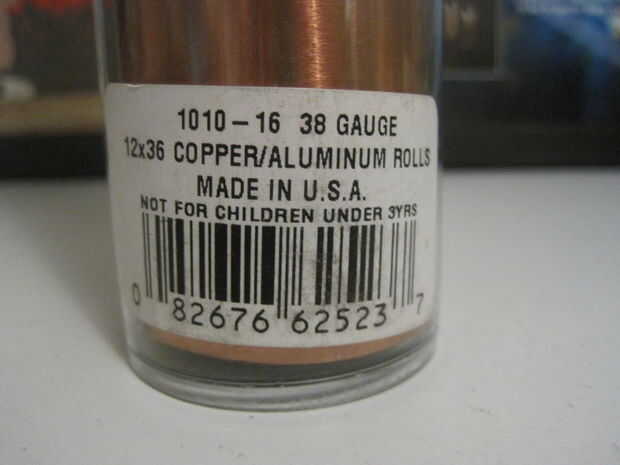 1010-16 38 GAUGE
12x36 COPPER/ALUMINUM ROLLS
MADE IN U.S.A.
NOT FOR CHILDREN UNDER 3YRS
0 82676 62523 7